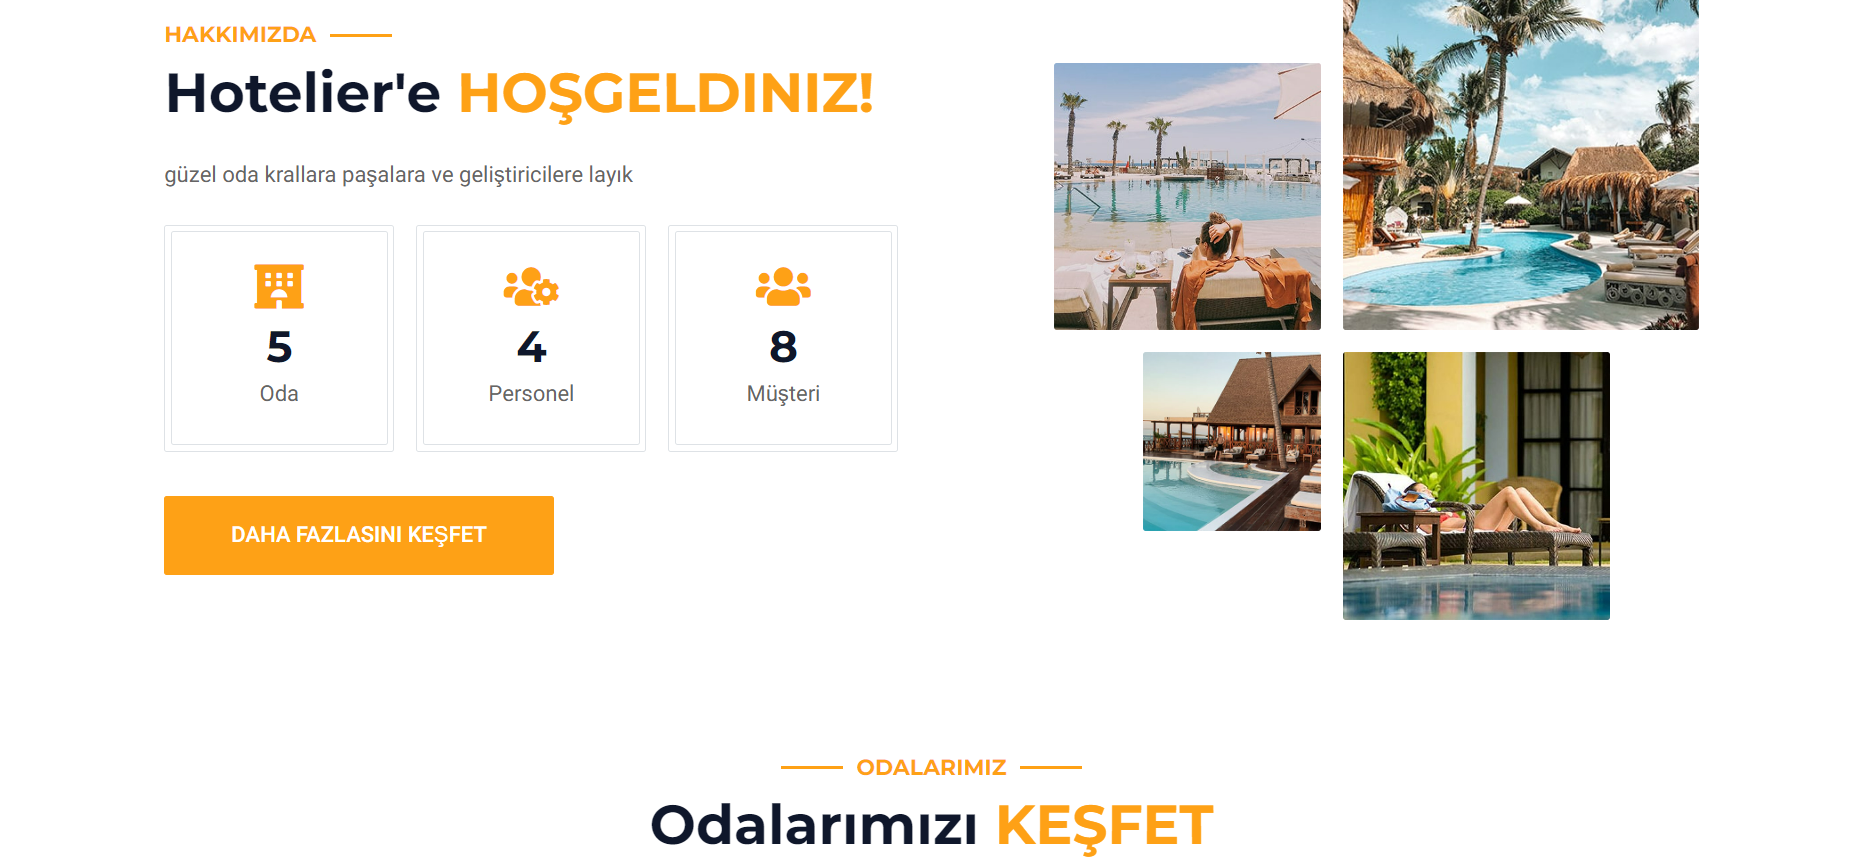 HAKKIMIZDA
Hotelier'e HOŞGELDINIZ!
güzel oda krallara paşalara ve geliştiricilere layık
5
Oda
4
Personel
8
Müşteri
DAHA FAZLASINI KEŞFET
ODALARIMIZ
Odalarımızı KEŞFET